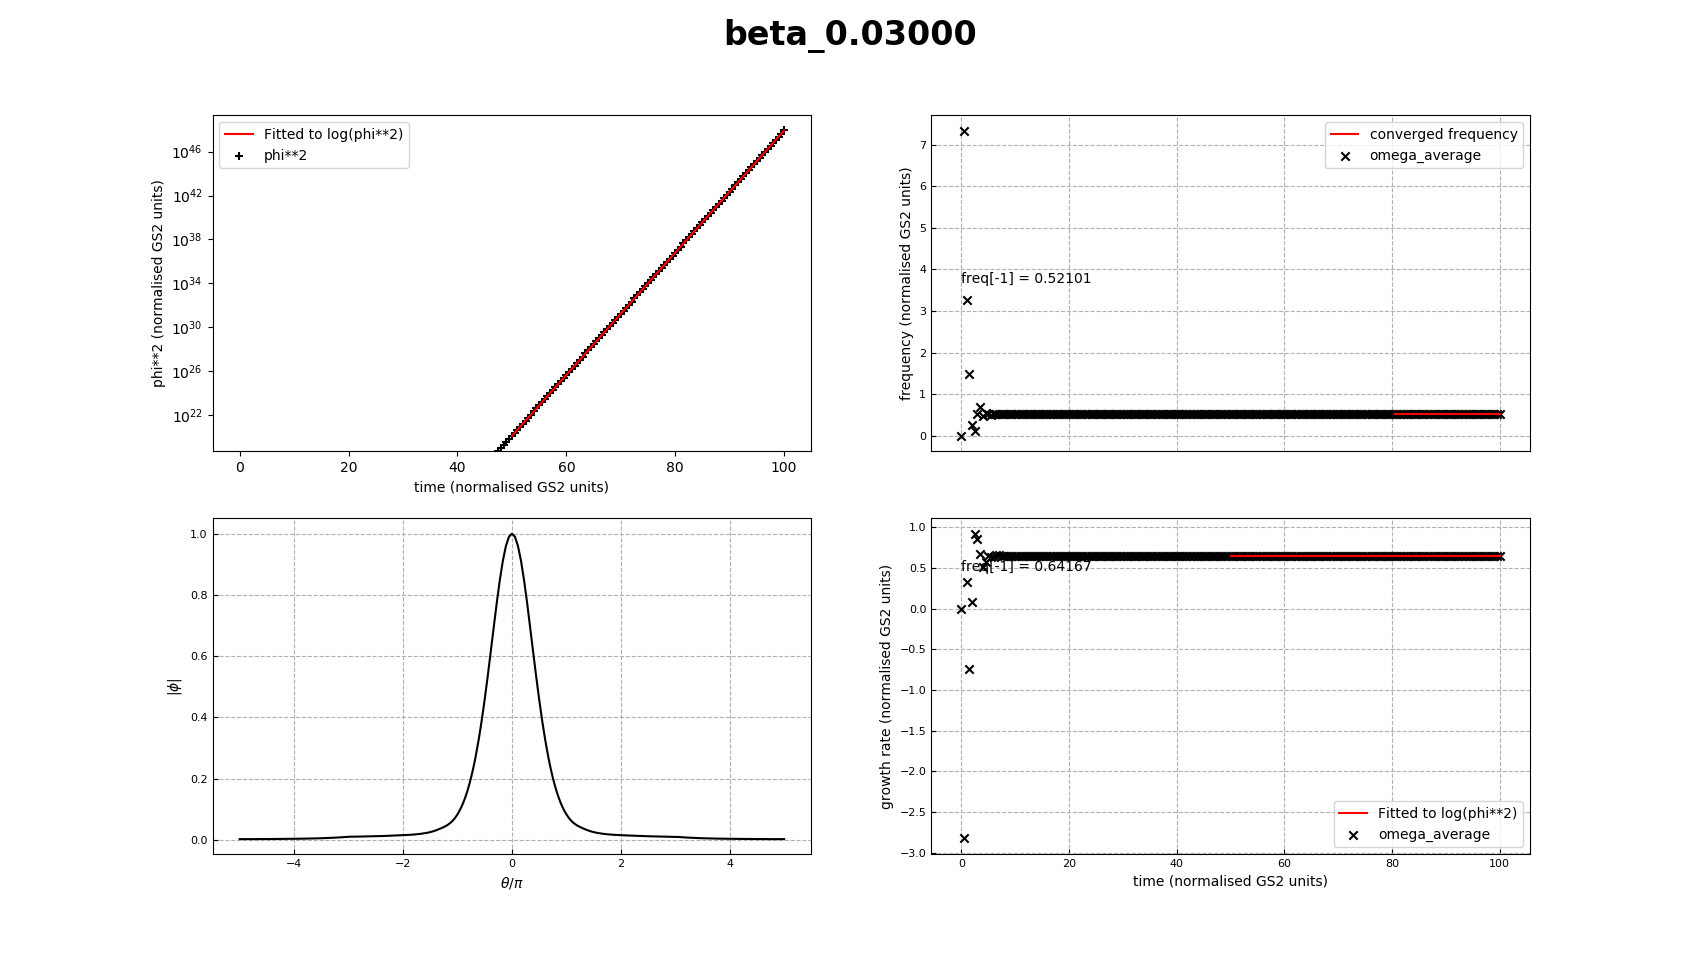 beta_0.03000
Fitted to log(phi**2)
phi**2
10^46
10^42
10^38
10^34
10^30
10^26
10^22
phi**2 (normalised GS2 units)
0 20 40 60 80 100
time (normalised GS2 units)
converged frequency
omega_average
7
6
5
4
3
2
1
0
frequency (normalised GS2 units)
freq[-1] = 0.52101
1.0
0.8
0.6
0.4
0.2
0.0
|ϕ|
−4 −2 0 2 4
θ/π
1.0
0.5
0.0
−0.5
−1.0
−1.5
−2.0
−2.5
−3.0
growth rate (normalised GS2 units)
freq[-1] = 0.64167
Fitted to log(phi**2)
omega_average
0 20 40 60 80 100
time (normalised GS2 units)